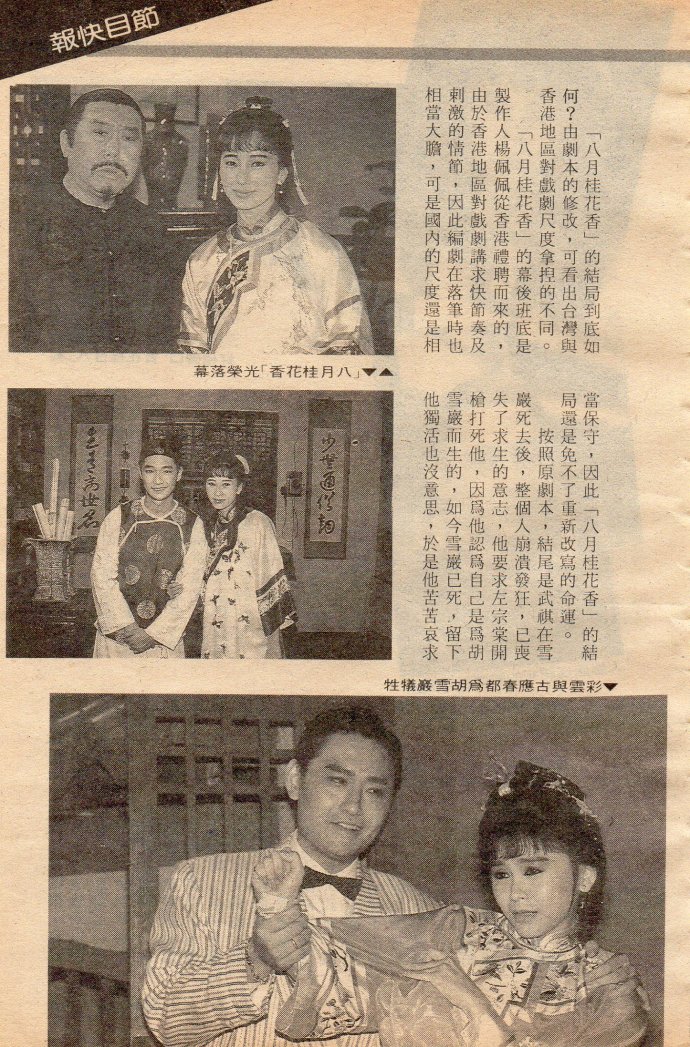 節目快報
「八月桂花香」的結局到底如
何？由劇本的修改，可看出台灣與
香港地區對戲劇尺度拿捏的不同。
「八月桂花香」的幕後班底是
製作人楊佩佩從香港禮聘而來的，
由於香港地區對戲劇講求快節奏及
刺激的情節，因此編劇在落筆時也
相當大膽，可是國內的尺度還是相
當保守，因此「八月桂花香」的結
局還是免不了重新改寫的命運。
按照原劇本，結尾是武祺在雪
巖死去後，整個人崩潰發狂，已喪
失了求生的意志，他要求左宗棠開
槍打死他，因爲他認爲自己是爲胡
雪巖而生的，如今雪巖已死，留下
他獨活也沒意思，於是他苦苦哀求
▲▼「八月桂花香」光榮落幕
少無適俗韻
▼彩雲與古應春都爲胡雪巖犧牲